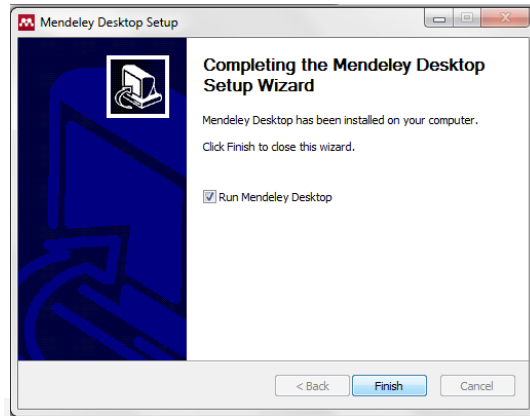 Mendeley Desktop Setup
Completing the Mendeley Desktop
Setup Wizard
Mendeley Desktop has been installed on your computer.
Click Finish to close this wizard.
Run Mendeley Desktop
< Back
Finish
Cancel